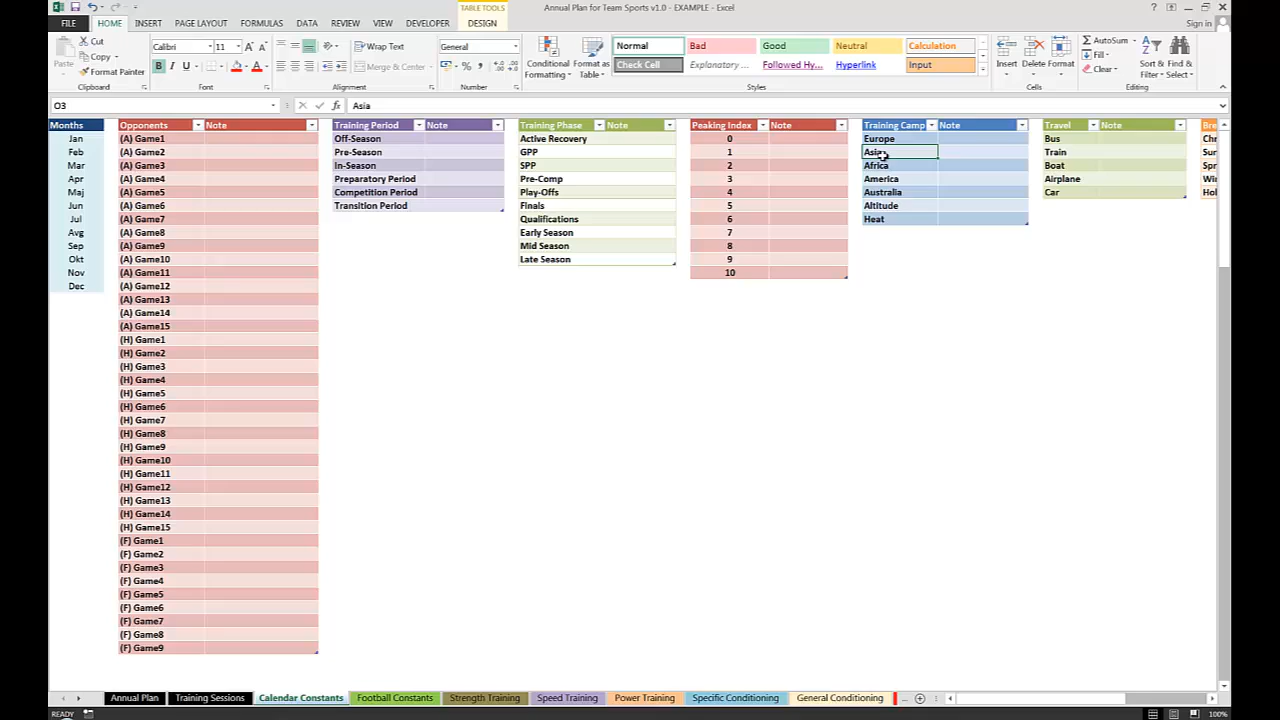 Annual Plan for Team Sports v1.0 - EXAMPLE - Excel
TABLE TOOLS
FILE HOME INSERT PAGE LAYOUT FORMULAS DATA REVIEW VIEW DEVELOPER DESIGN Sign in
Paste
Cut
Copy
Format Painter
Clipboard
Calibri 11
B I U
Font
Wrap Text
Merge & Center
Alignment
General
Number
Conditional Formatting
Format as Table
Normal Bad Good Neutral Calculation
Check Cell Explanatory ... Followed Hy... Hyperlink Input
Styles
Insert Delete Format
Cells
AutoSum
Fill
Clear
Sort & Filter
Find & Select
Editing
O3 fx Asia
Months
Jan
Feb
Mar
Apr
Maj
Jun
Jul
Avg
Sep
Okt
Nov
Dec
Opponents Note
(A) Game1
(A) Game2
(A) Game3
(A) Game4
(A) Game5
(A) Game6
(A) Game7
(A) Game8
(A) Game9
(A) Game10
(A) Game11
(A) Game12
(A) Game13
(A) Game14
(A) Game15
(H) Game1
(H) Game2
(H) Game3
(H) Game4
(H) Game5
(H) Game6
(H) Game7
(H) Game8
(H) Game9
(H) Game10
(H) Game11
(H) Game12
(H) Game13
(H) Game14
(H) Game15
(F) Game1
(F) Game2
(F) Game3
(F) Game4
(F) Game5
(F) Game6
(F) Game7
(F) Game8
(F) Game9
Training Period Note
Off-Season
Pre-Season
In-Season
Preparatory Period
Competition Period
Transition Period
Training Phase Note
Active Recovery
GPP
SPP
Pre-Comp
Play-Offs
Finals
Qualifications
Early Season
Mid Season
Late Season
Peaking Index Note
0
1
2
3
4
5
6
7
8
9
10
Training Camp Note
Europe
Asia
Africa
America
Australia
Altitude
Heat
Travel Note
Bus
Train
Boat
Airplane
Car
Bre
Ch
Sur
Spr
Wi
Hol
Annual Plan Training Sessions Calendar Constants Football Constants Strength Training Speed Training Power Training Specific Conditioning General Conditioning ...
READY 100%